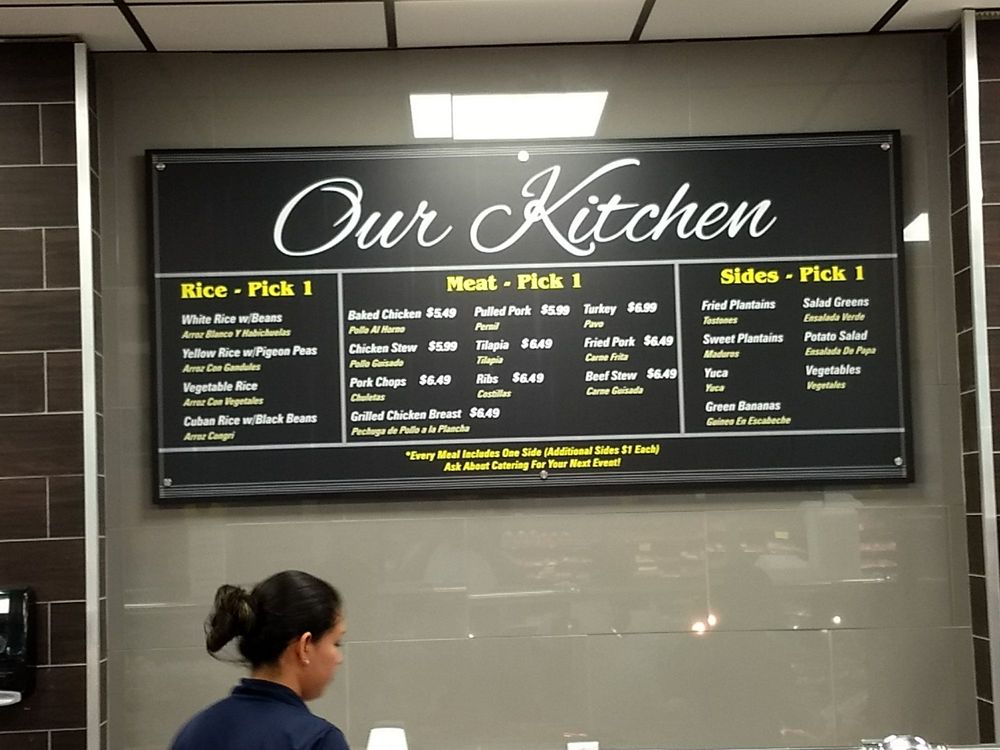 Our Kitchen
Rice - Pick 1
White Rice w/Beans
Arroz Blanco Y Habichuelas
Yellow Rice w/Pigeon Peas
Arroz Con Gandules
Vegetable Rice
Arroz Con Vegetales
Cuban Rice w/Black Beans
Arroz Congri
Meat - Pick 1
Baked Chicken $5.49
Pollo Al Horno
Chicken Stew $5.99
Pollo Guisado
Pork Chops $6.49
Chuletas
Grilled Chicken Breast $6.49
Pechuga de Pollo a la Plancha
Pulled Pork $5.99
Pernil
Tilapia $6.49
Tilapia
Ribs $6.49
Costillas
Turkey $6.99
Pavo
Fried Pork $6.49
Carne Frita
Beef Stew $6.49
Carne Guisada
Sides - Pick 1
Fried Plantains
Tostones
Sweet Plantains
Maduros
Yuca
Yuca
Green Bananas
Guineo En Escabeche
Salad Greens
Ensalada Verde
Potato Salad
Ensalada De Papa
Vegetables
Vegetales
*Every Meal Includes One Side (Additional Sides $1 Each)
Ask About Catering For Your Next Event!